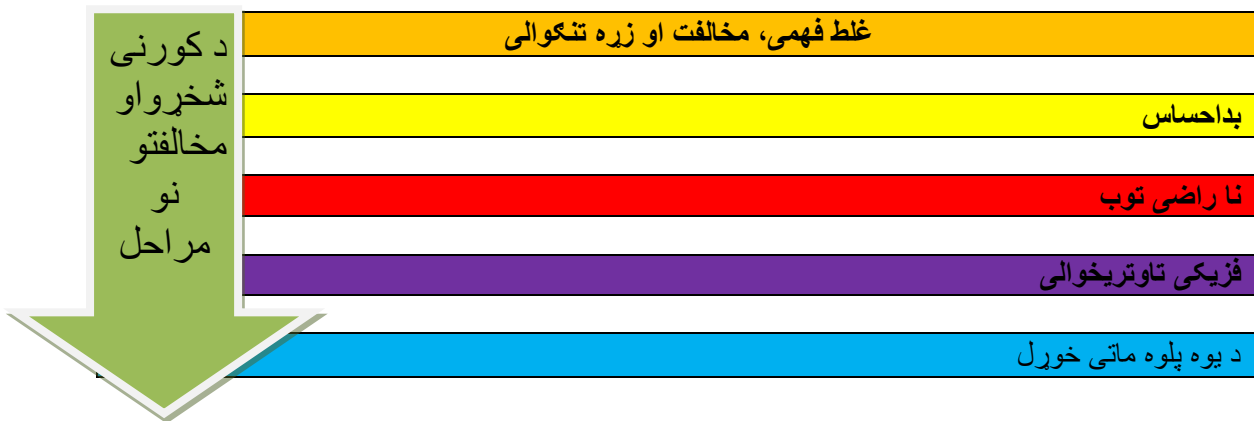 غلط فهمی، مخالفت او زړه تنګوالی
د کورنی
شخړواو
مخالفتو
نو
مراحل
بداحساس
نا راضی توب
فزیکی تاوتریخوالی
د یوه پلوه ماتی خوړل